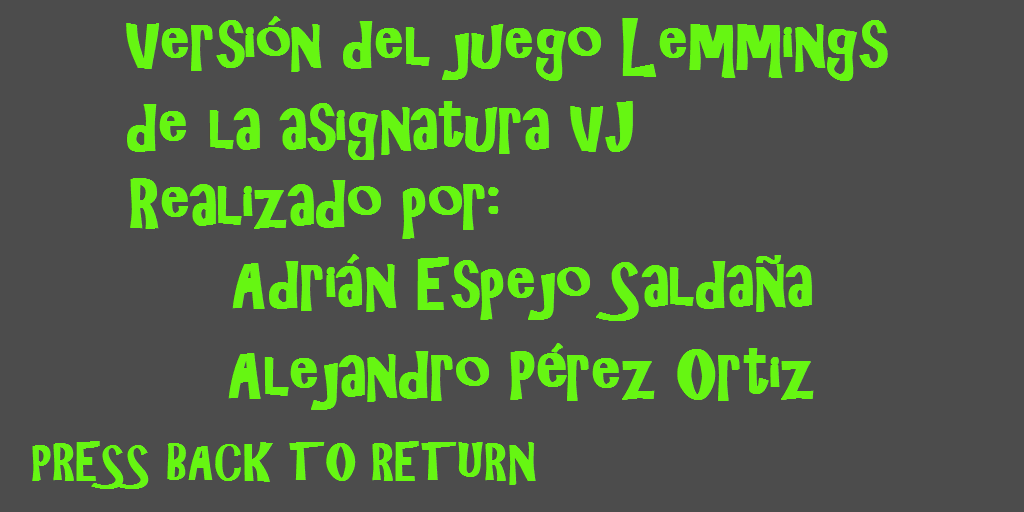 Versión del juego Lemmings
de la asignatura VJ
Realizado por:
Adrián Espejo Saldaña
Alejandro Pérez Ortiz
PRESS BACK TO RETURN